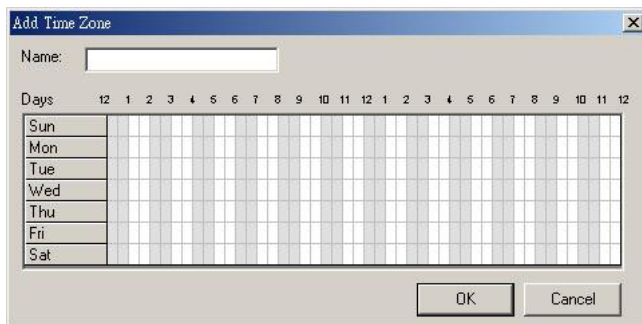 Add Time Zone
Name:
Days 12 1 2 3 4 5 6 7 8 9 10 11 12 1 2 3 4 5 6 7 8 9 10 11 12
Sun
Mon
Tue
Wed
Thu
Fri
Sat
OK Cancel